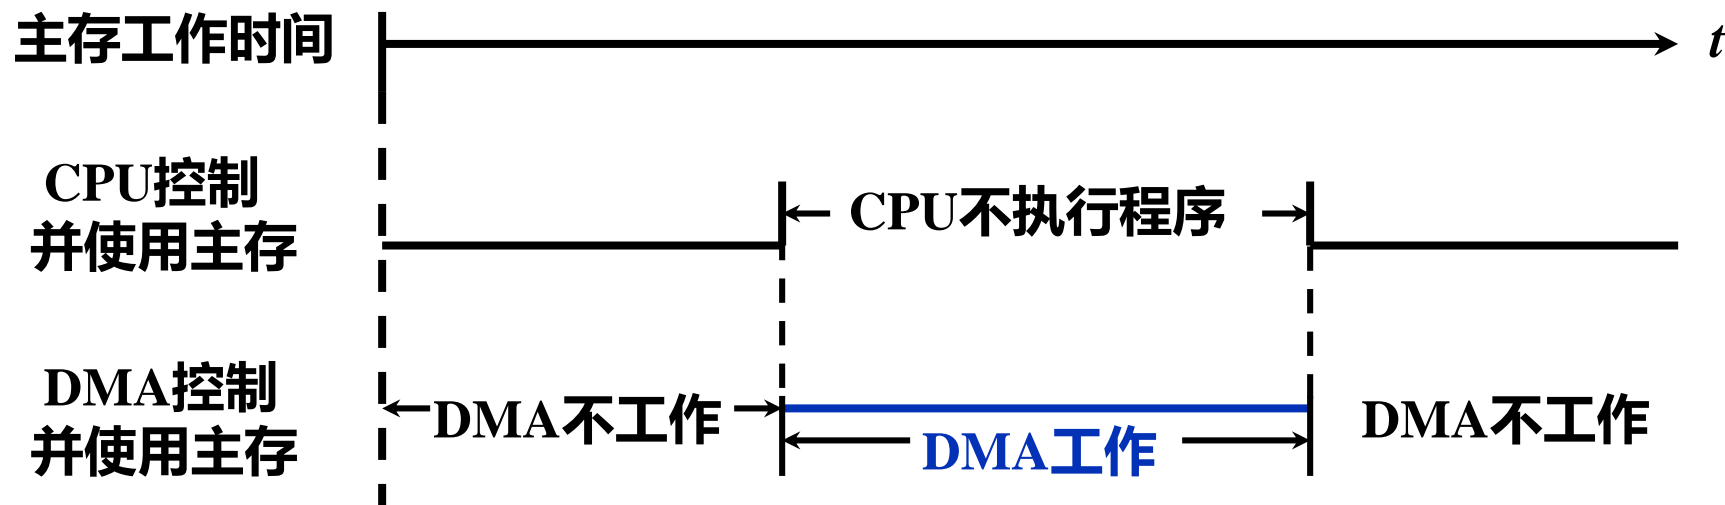 主存工作时间
t
CPU控制
并使用主存
CPU不执行程序
DMA控制
并使用主存
DMA不工作
DMA工作
DMA不工作